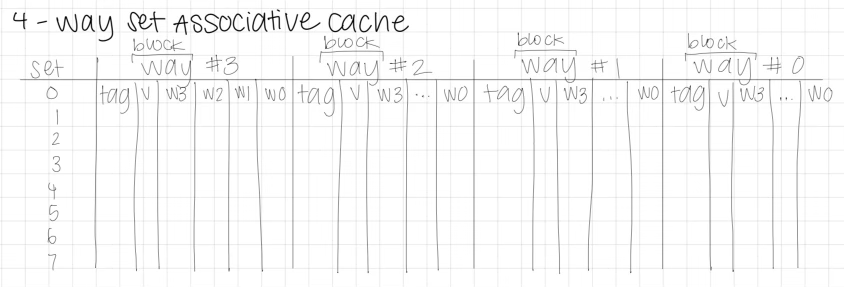 4-way set associative cache
block block block block
set way #3 way #2 way #1 way #0
0 tag v w3 w2 w1 w0 tag v w3 ... w0 tag v w3 ... w0 tag v w3 ... w0
1
2
3
4
5
6
7